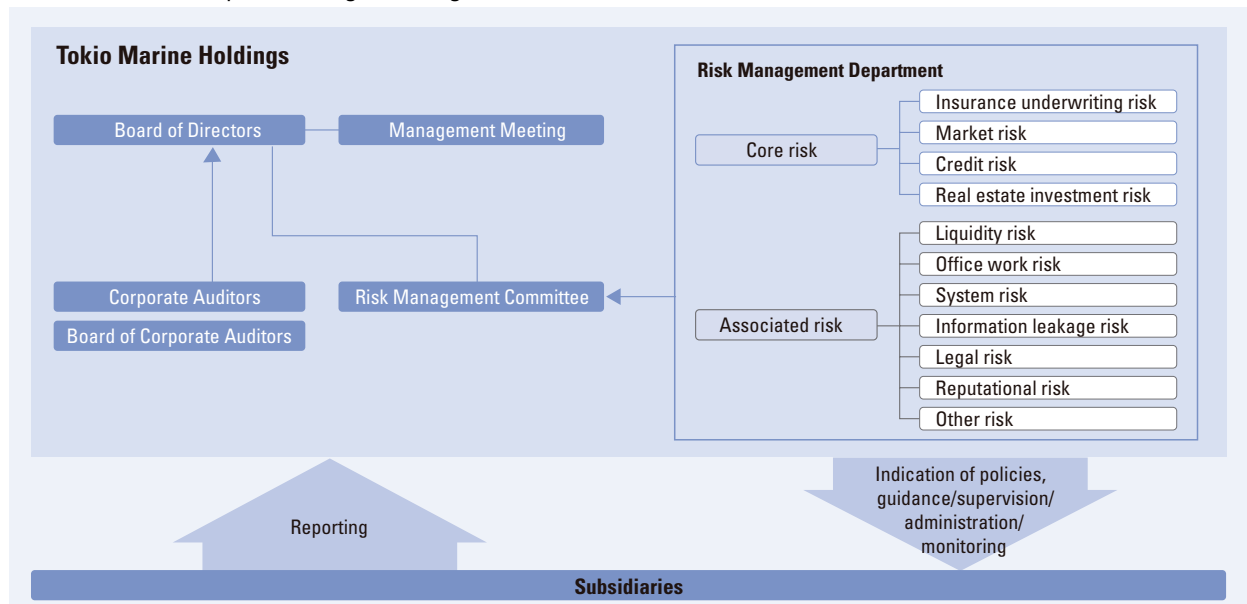 Tokio Marine Holdings
Board of Directors
Management Meeting
Corporate Auditors
Risk Management Committee
Board of Corporate Auditors
Risk Management Department
Core risk
Insurance underwriting risk
Market risk
Credit risk
Real estate investment risk
Associated risk
Liquidity risk
Office work risk
System risk
Information leakage risk
Legal risk
Reputational risk
Other risk
Reporting
Indication of policies,
guidance/supervision/
administration/
monitoring
Subsidiaries